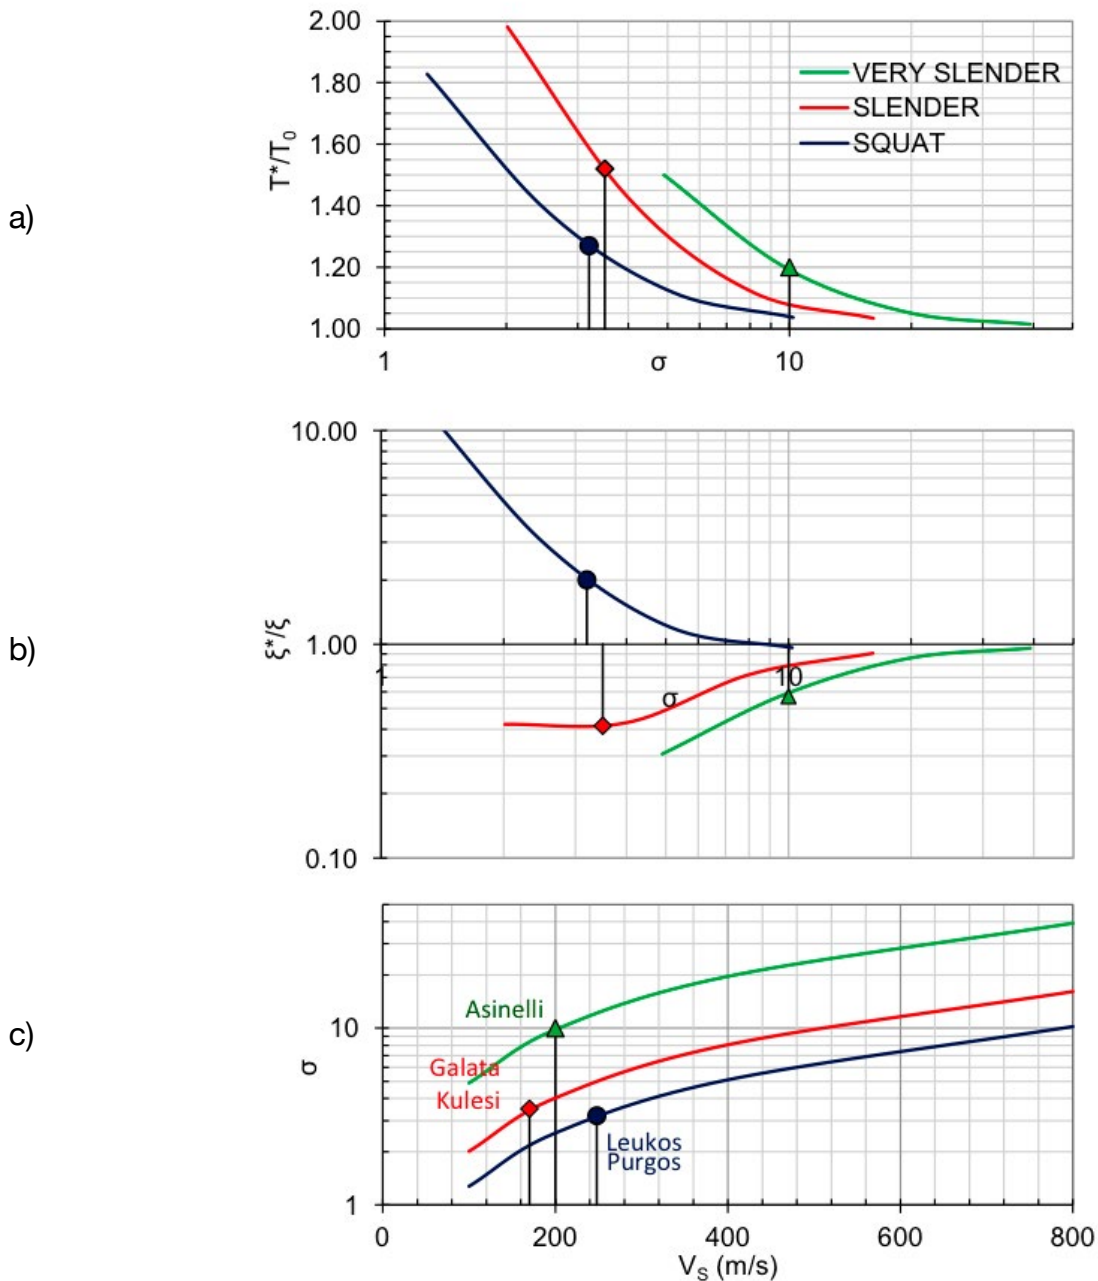 a)
2.00
1.80
1.60
1.40
1.20
1.00
T*/T₀
VERY SLENDER
SLENDER
SQUAT
1
σ
10
b)
10.00
1.00
0.10
ξ*/ξ
1
σ
10
c)
10
1
σ
Asinelli
Galata
Kulesi
Leukos
Purgos
0
200
400
600
800
V_S (m/s)